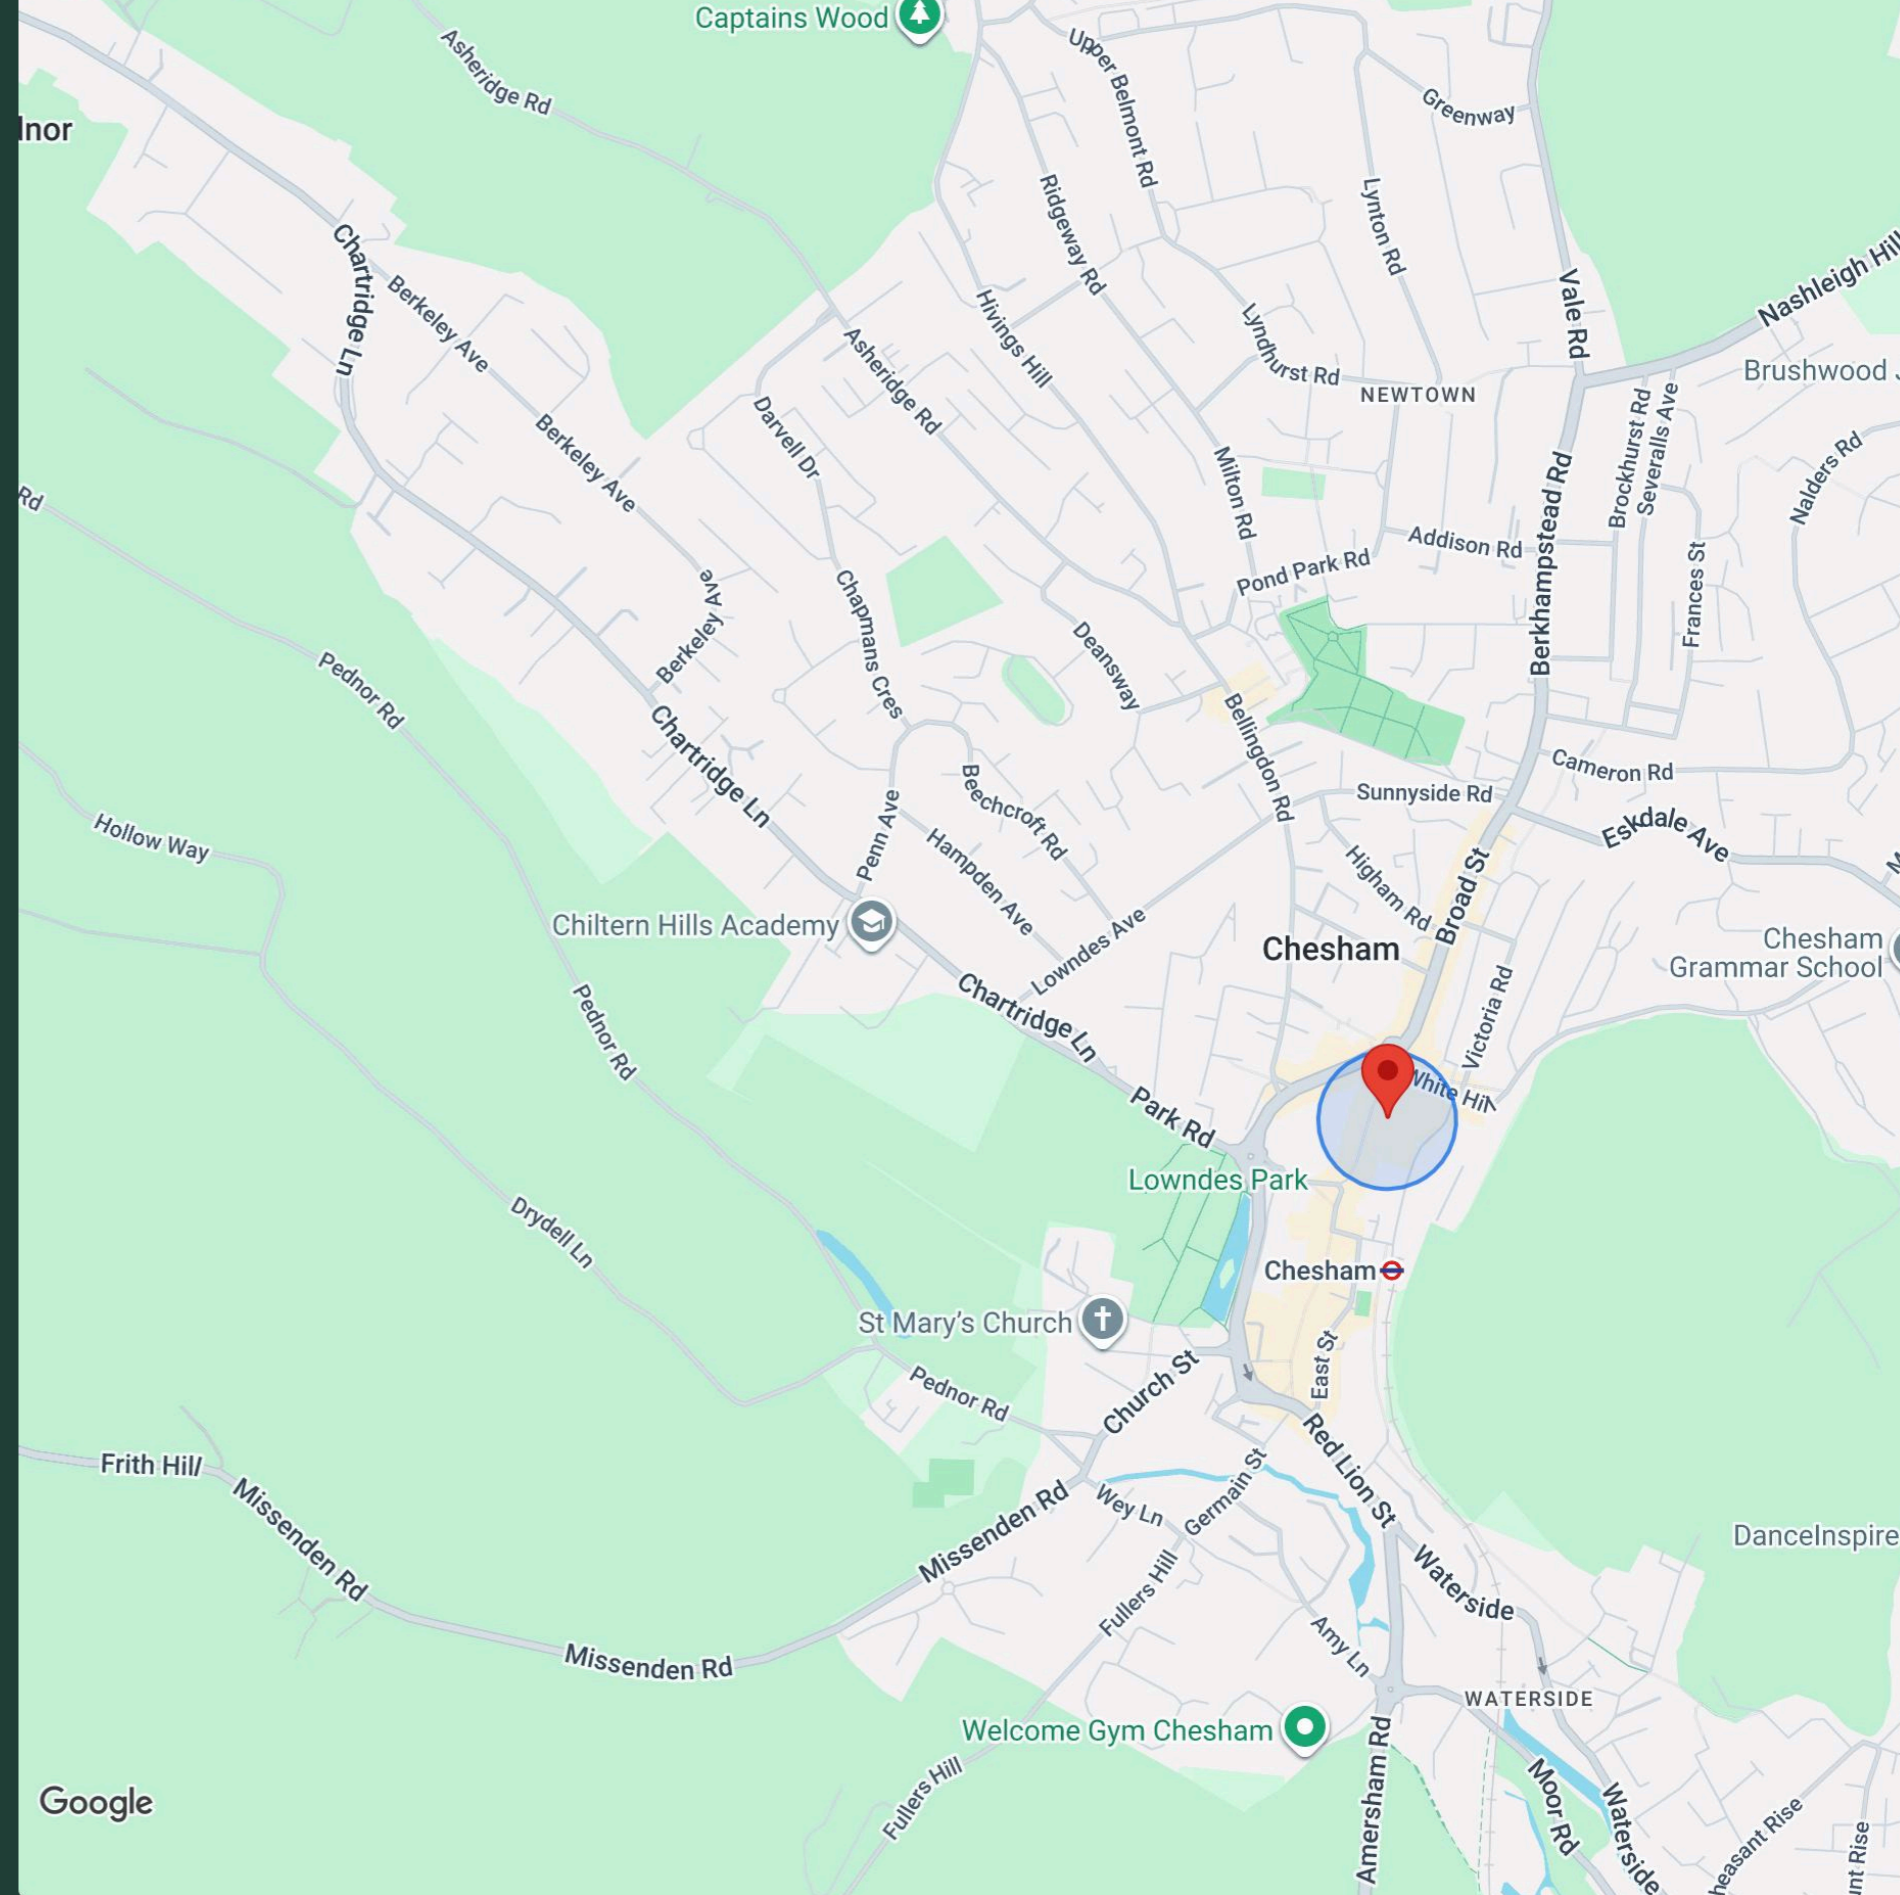 Captains Wood
Upper Belmont Rd
Asheridge Rd
Greenway
lnor
Ridgeway Rd
Lynton Rd
Chartridge Ln
Nashleigh Hill
Vale Rd
Berkeley Ave
Hivings Hill
Lyndhurst Rd
Asheridge Rd
NEWTOWN
Brushwood J
Brockhurst Rd
Severalls Ave
Darvell Dr
Berkeley Ave
Milton Rd
Berkhampstead Rd
Nalders Rd
Rd
Addison Rd
Pond Park Rd
Frances St
Berkeley Ave
Chapmans Cres
Deansway
Pednor Rd
Chartridge Ln
Bellingdon Rd
Cameron Rd
Beechcroft Rd
Sunnyside Rd
Eskdale Ave
Hollow Way
Penn Ave
Hampden Ave
Higham Rd
Broad St
M
Chiltern Hills Academy
Lowndes Ave
Chesham
Chesham
Grammar School
Chartridge Ln
Victoria Rd
Pednor Rd
White Hill
Park Rd
Lowndes Park
Drydell Ln
Chesham
St Mary's Church
East St
Church St
Pednor Rd
Red Lion St
Frith Hill
Missenden Rd
Missenden Rd
Wey Ln
Germain St
DanceInspire
Fullers Hill
Waterside
Amy Ln
Missenden Rd
WATERSIDE
Welcome Gym Chesham
Amersham Rd
Fullers Hill
Moor Rd
Waterside
heasant Rise
nt Rise
Google